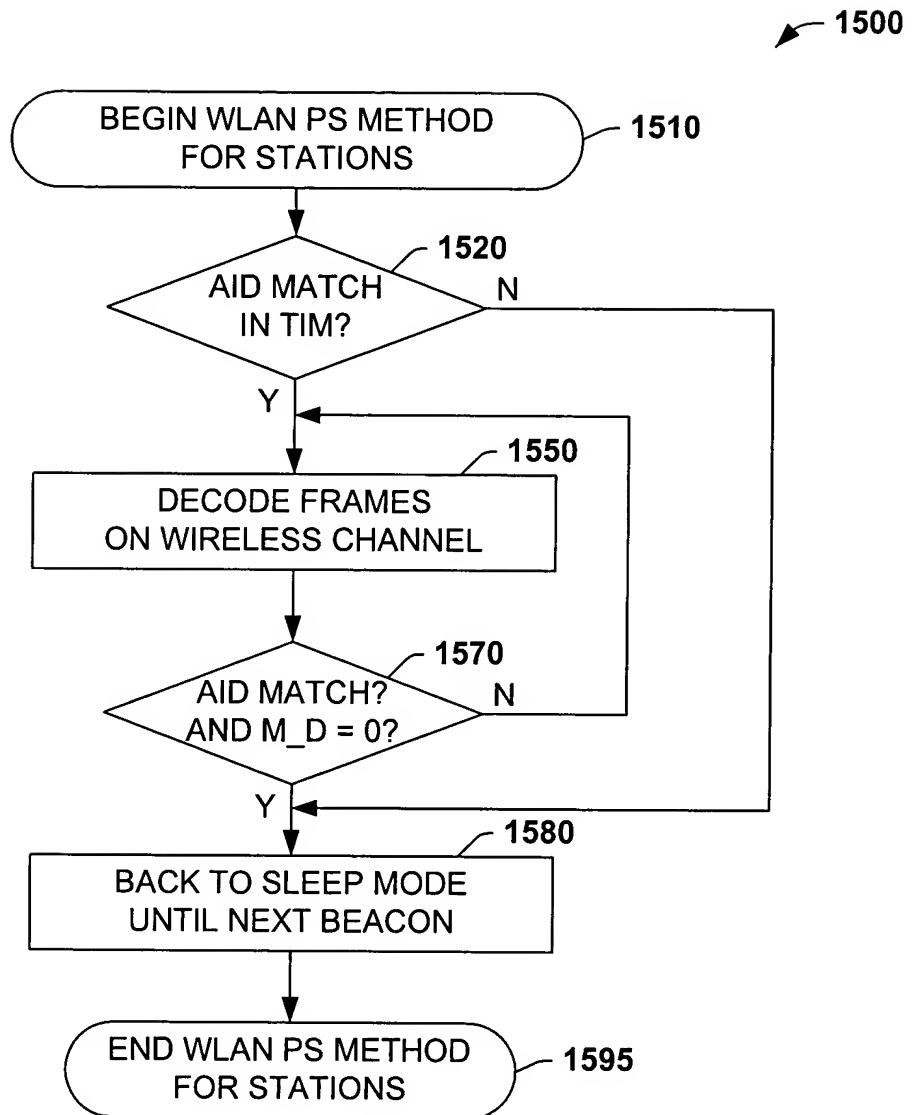 1500
BEGIN WLAN PS METHOD
FOR STATIONS
1510
1520
AID MATCH
IN TIM?
N
Y
1550
DECODE FRAMES
ON WIRELESS CHANNEL
1570
AID MATCH?
AND M_D = 0?
N
Y
1580
BACK TO SLEEP MODE
UNTIL NEXT BEACON
END WLAN PS METHOD
FOR STATIONS
1595